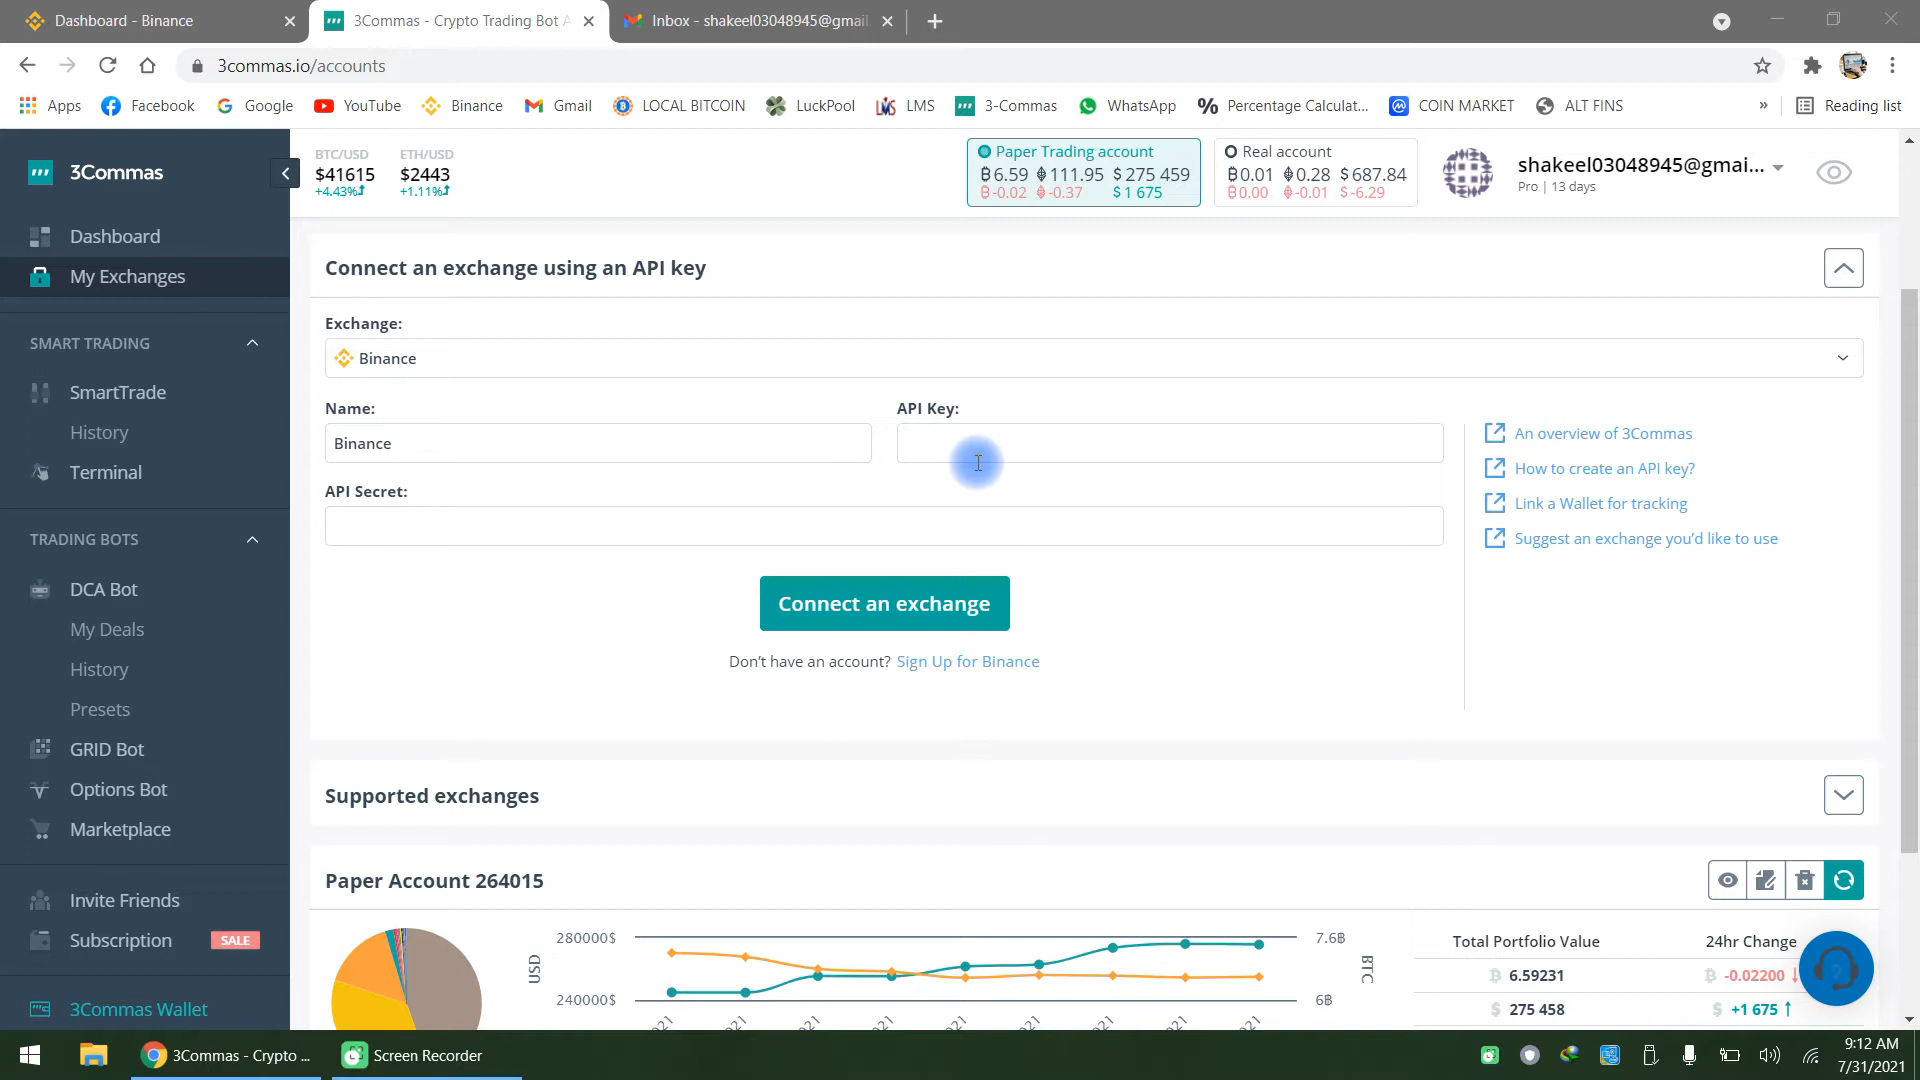 Dashboard - Binance
3Commas - Crypto Trading Bot A
Inbox - shakeel03048945@gmail
3commas.io/accounts
Apps
Facebook
Google
YouTube
Binance
Gmail
LOCAL BITCOIN
LuckPool
LMS
3-Commas
WhatsApp
Percentage Calculat...
COIN MARKET
ALT FINS
»
Reading list
3Commas
BTC/USD
$41615
+4.43%
ETH/USD
$2443
+1.11%
Paper Trading account
6.59 111.95 $ 275 459
-0.02 -0.37 $ 1 675
Real account
0.01 0.28 $ 687.84
0.00 -0.01 $ -6.29
shakeel03048945@gmai...
Pro | 13 days
Dashboard
My Exchanges
SMART TRADING
SmartTrade
History
Terminal
TRADING BOTS
DCA Bot
My Deals
History
Presets
GRID Bot
Options Bot
Marketplace
Invite Friends
Subscription SALE
3Commas Wallet
Connect an exchange using an API key
Exchange:
Binance
Name:
Binance
API Key:
API Secret:
Connect an exchange
Don't have an account? Sign Up for Binance
An overview of 3Commas
How to create an API key?
Link a Wallet for tracking
Suggest an exchange you'd like to use
Supported exchanges
Paper Account 264015
280000$
240000$
USD
7.6฿
6฿
BTC
Total Portfolio Value 24hr Change
6.59231 -0.02200 ↓
$ 275 458 $ +1 675 ↑
3Commas - Crypto ...
Screen Recorder
9:12 AM
7/31/2021